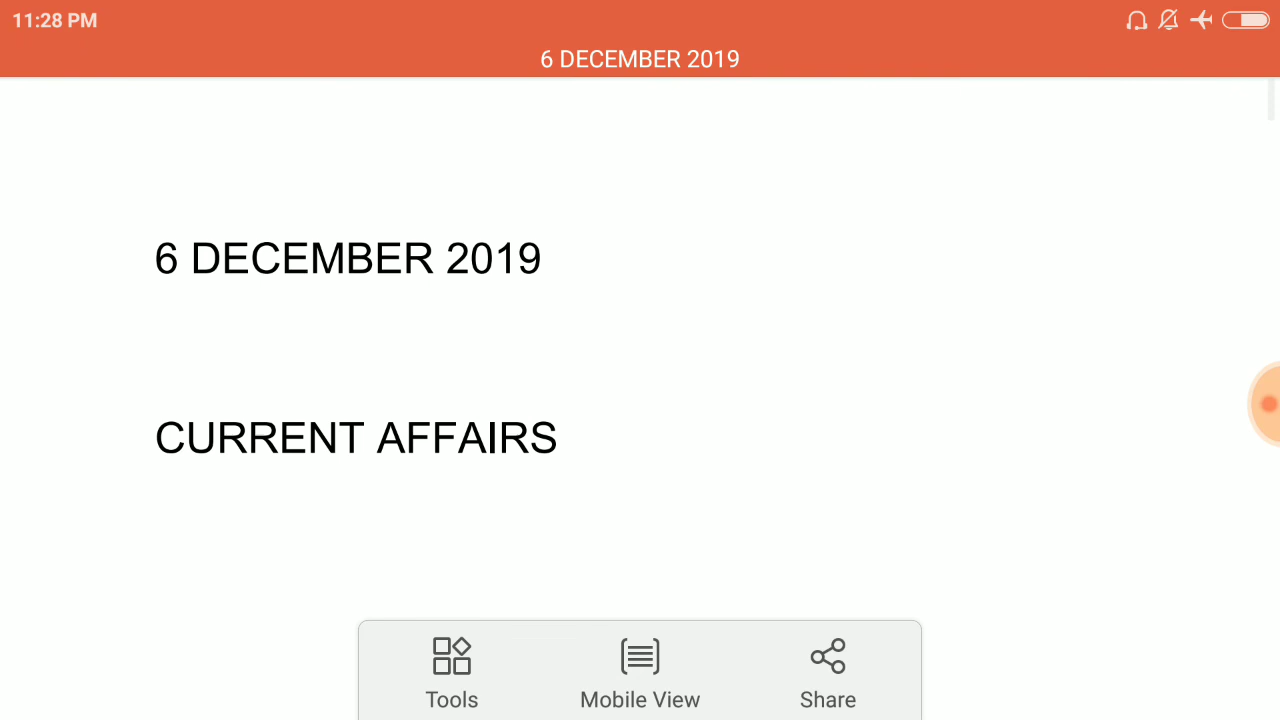 11:28 PM
6 DECEMBER 2019
6 DECEMBER 2019
CURRENT AFFAIRS
Tools
Mobile View
Share